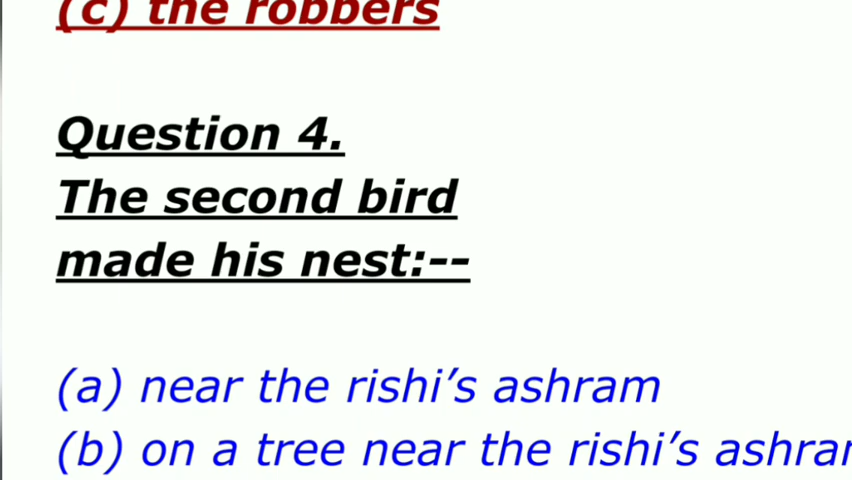 (c) the robbers
Question 4.
The second bird
made his nest:--
(a) near the rishi's ashram
(b) on a tree near the rishi's